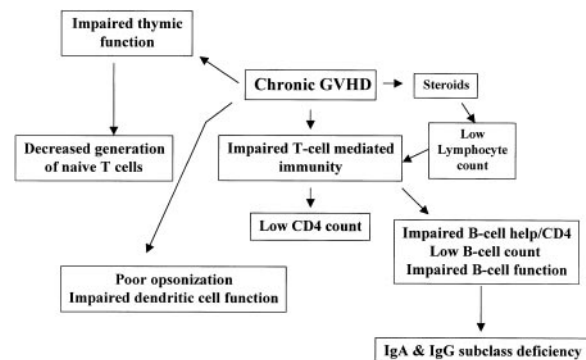 Impaired thymic
function
Chronic GVHD
Steroids
Decreased generation
of naive T cells
Impaired T-cell mediated
immunity
Low
Lymphocyte
count
Low CD4 count
Impaired B-cell help/CD4
Low B-cell count
Impaired B-cell function
Poor opsonization
Impaired dendritic cell function
IgA & IgG subclass deficiency